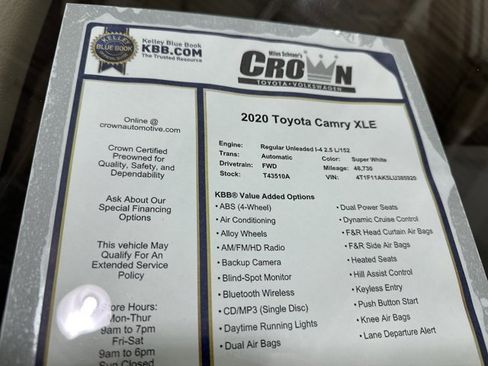 Kelley Blue Book
KBB.COM
The Trusted Resource
KELLEY
BLUE BOOK
CROWN
TOYOTA • VOLKSWAGEN
Online @
crownautomotive.com
Crown Certified
Preowned for
Quality, Safety, and
Dependability
Ask About Our
Special Financing
Options
This vehicle May
Qualify For An
Extended Service
Policy
Store Hours:
Mon-Thur
9am to 7pm
Fri-Sat
9am to 6pm
Sun Closed
2020 Toyota Camry XLE
Engine: Regular Unleaded I-4 2.5 L/152
Trans: Automatic Color: Super White
Drivetrain: FWD Mileage: 46,730
Stock: T43510A VIN: 4T1F11AK5LU385920
KBB® Value Added Options
• ABS (4-Wheel)
• Air Conditioning
• Alloy Wheels
• AM/FM/HD Radio
• Backup Camera
• Blind-Spot Monitor
• Bluetooth Wireless
• CD/MP3 (Single Disc)
• Daytime Running Lights
• Dual Air Bags
• Dual Power Seats
• Dynamic Cruise Control
• F&R Head Curtain Air Bags
• F&R Side Air Bags
• Heated Seats
• Hill Assist Control
• Keyless Entry
• Push Button Start
• Knee Air Bags
• Lane Departure Alert